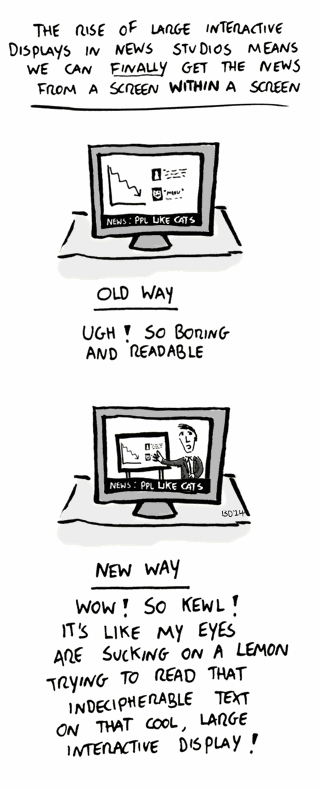 THE RISE OF LARGE INTERACTIVE
DISPLAYS IN NEWS STUDIOS MEANS
WE CAN FINALLY GET THE NEWS
FROM A SCREEN WITHIN A SCREEN
"MEOW"
NEWS: PPL LIKE CATS
OLD WAY
UGH! SO BORING
AND READABLE
NEWS: PPL LIKE CATS
LSD'14
NEW WAY
WOW! SO KEWL!
IT'S LIKE MY EYES
ARE SUCKING ON A LEMON
TRYING TO READ THAT
INDECIPHERABLE TEXT
ON THAT COOL, LARGE
INTERACTIVE DISPLAY!